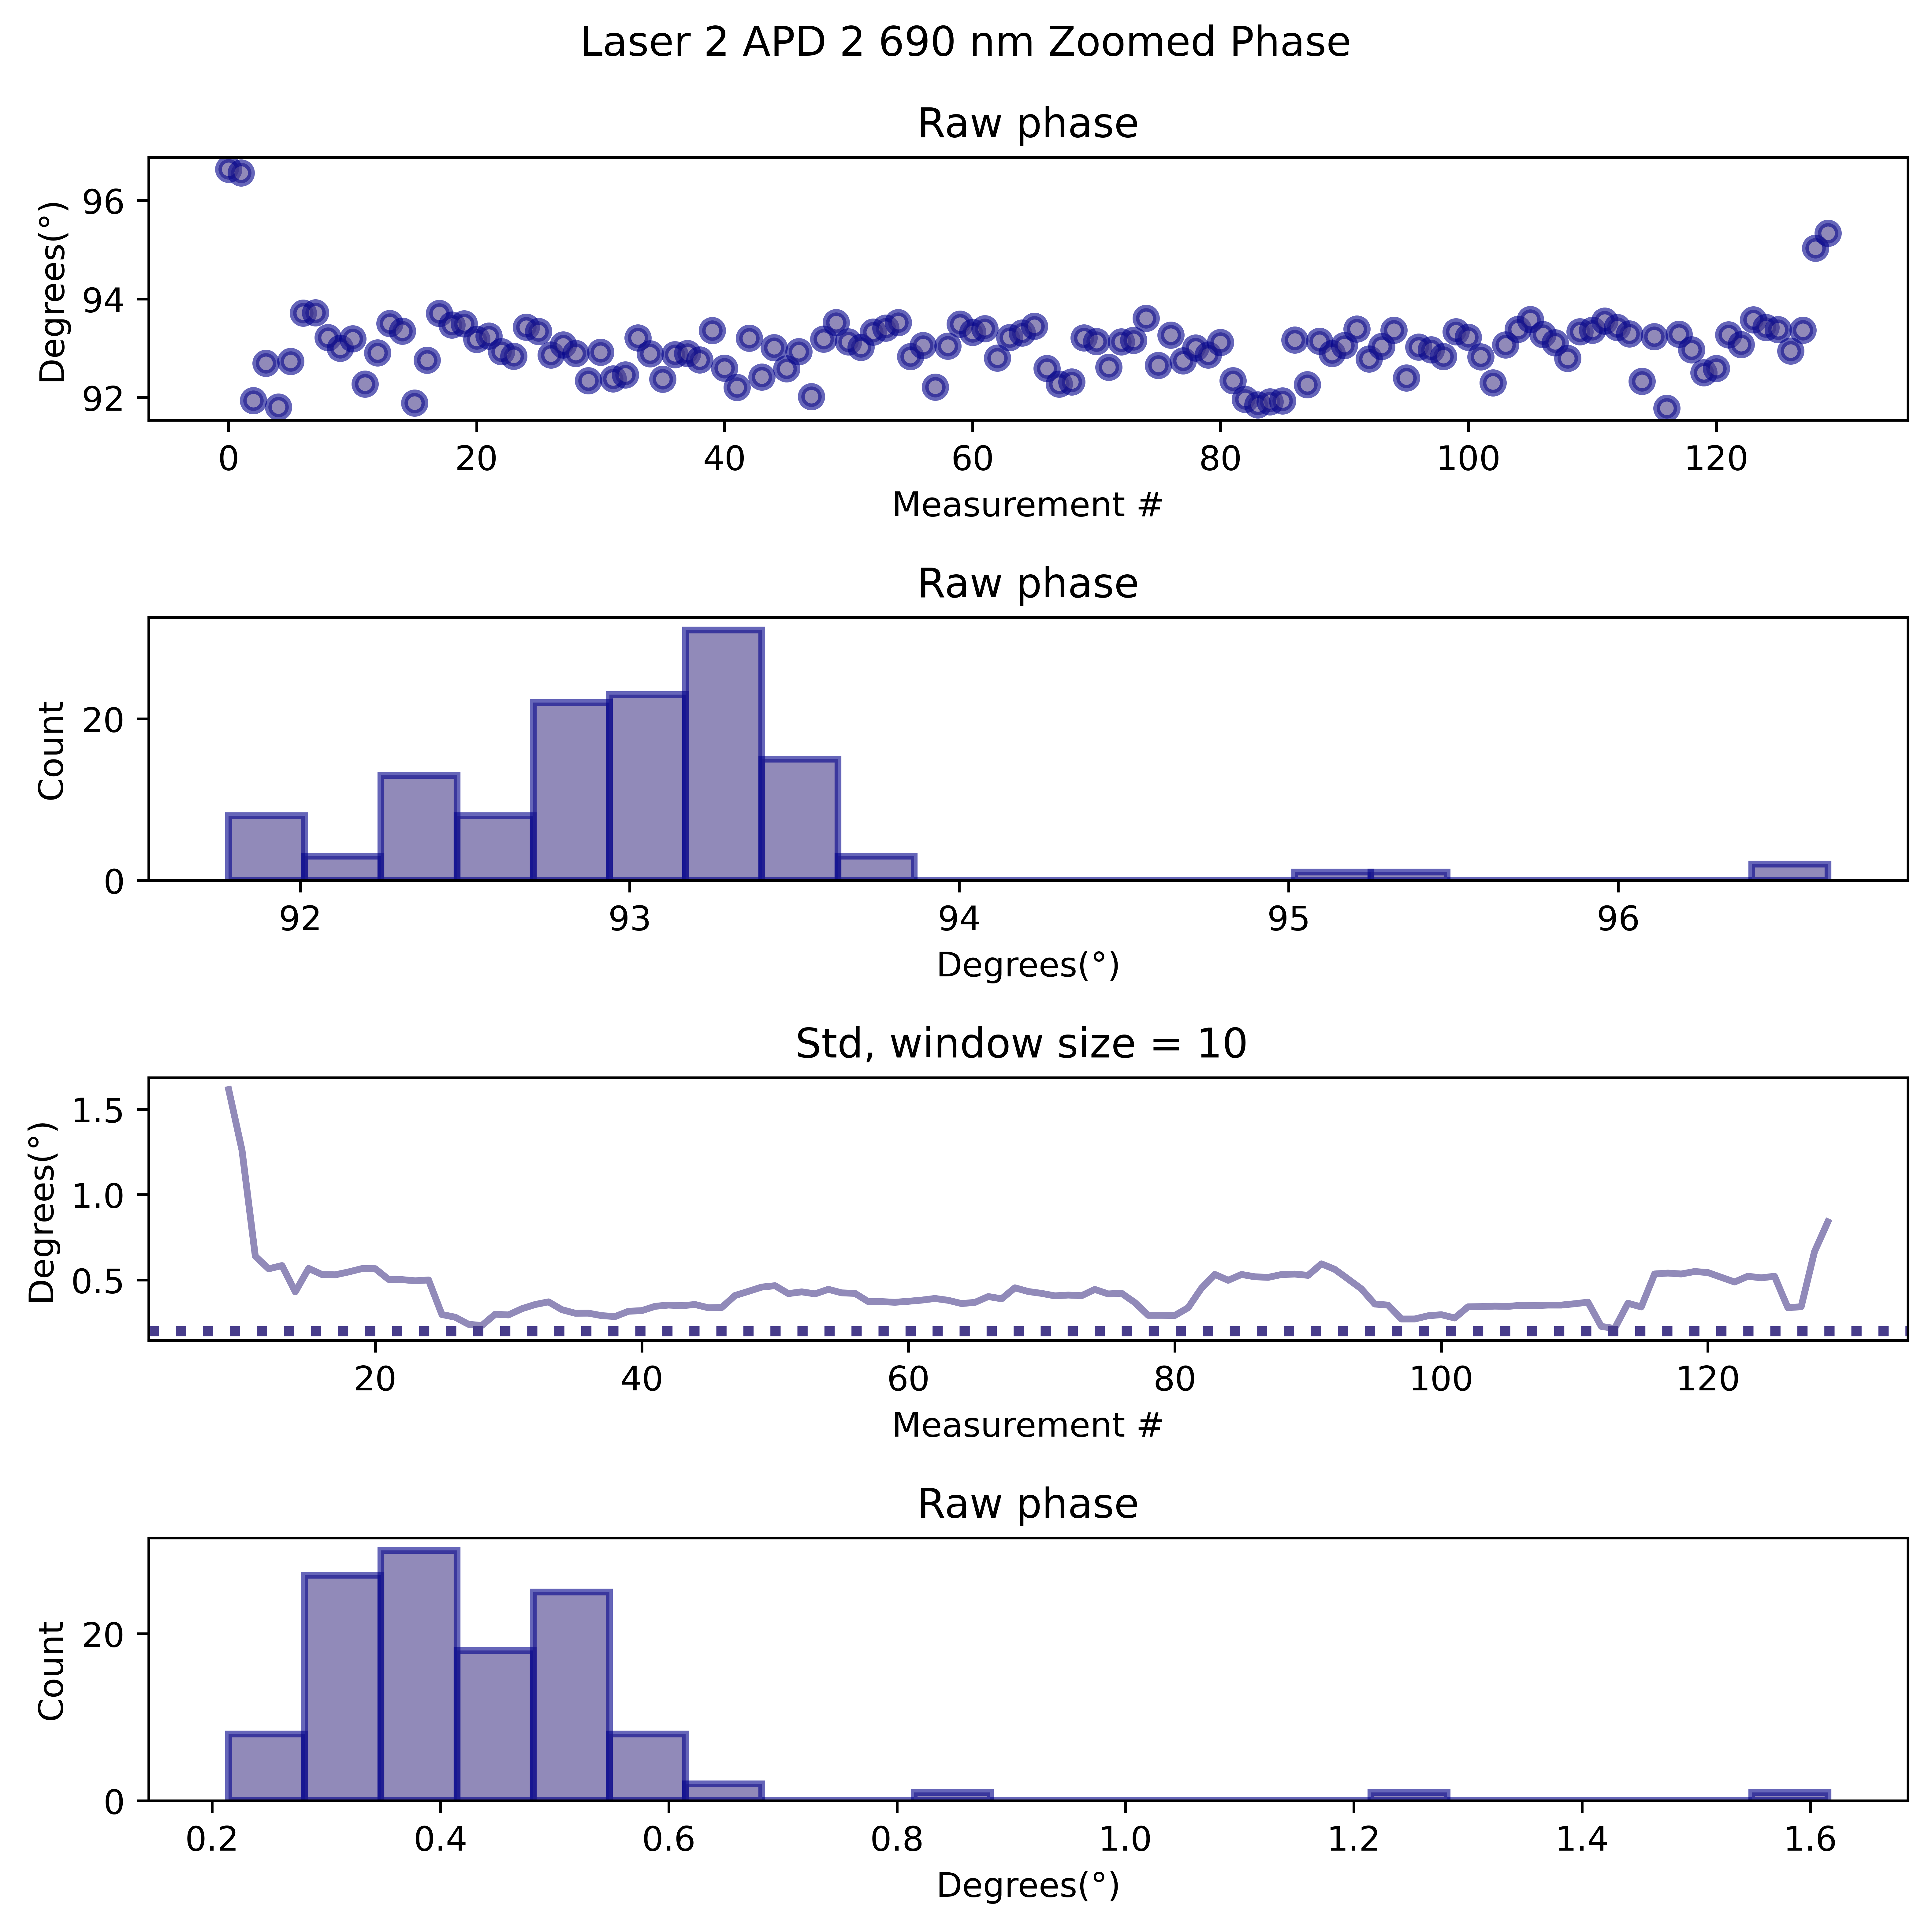 Laser 2 APD 2 690 nm Zoomed Phase
Raw phase
Degrees(°)
96
94
92
0 20 40 60 80 100 120
Measurement #
Raw phase
Count
20
0
92 93 94 95 96
Degrees(°)
Std, window size = 10
Degrees(°)
1.5
1.0
0.5
20 40 60 80 100 120
Measurement #
Raw phase
Count
20
0
0.2 0.4 0.6 0.8 1.0 1.2 1.4 1.6
Degrees(°)